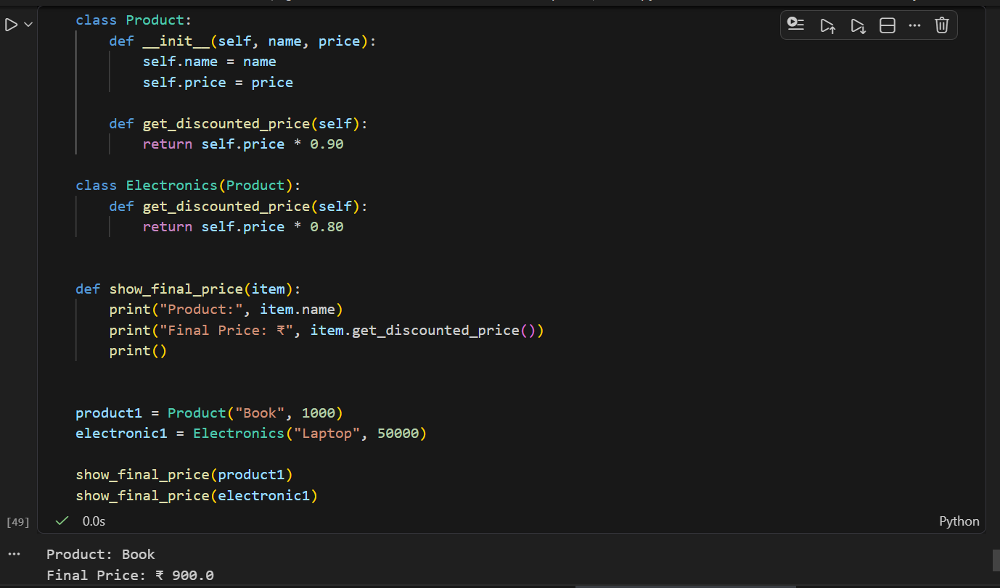 class Product:
    def __init__(self, name, price):
        self.name = name
        self.price = price

    def get_discounted_price(self):
        return self.price * 0.90

class Electronics(Product):
    def get_discounted_price(self):
        return self.price * 0.80


def show_final_price(item):
    print("Product:", item.name)
    print("Final Price: ₹", item.get_discounted_price())
    print()


product1 = Product("Book", 1000)
electronic1 = Electronics("Laptop", 50000)

show_final_price(product1)
show_final_price(electronic1)
[49]
0.0s
Python
Product: Book
Final Price: ₹ 900.0